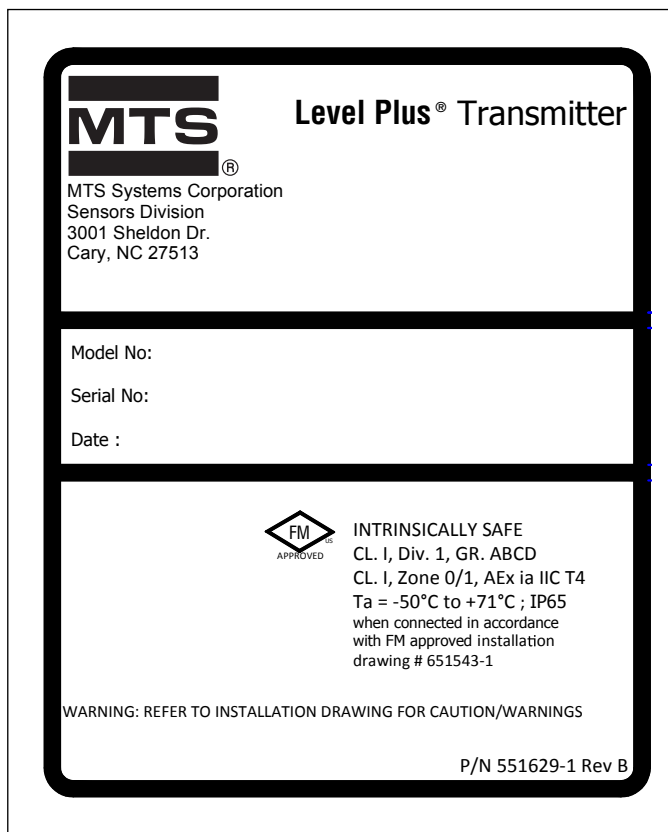 MTS
®
Level Plus® Transmitter
MTS Systems Corporation
Sensors Division
3001 Sheldon Dr.
Cary, NC 27513
Model No:
Serial No:
Date :
FM
us
APPROVED
INTRINSICALLY SAFE
CL. I, Div. 1, GR. ABCD
CL. I, Zone 0/1, AEx ia IIC T4
Ta = -50°C to +71°C ; IP65
when connected in accordance
with FM approved installation
drawing # 651543-1
WARNING: REFER TO INSTALLATION DRAWING FOR CAUTION/WARNINGS
P/N 551629-1 Rev B